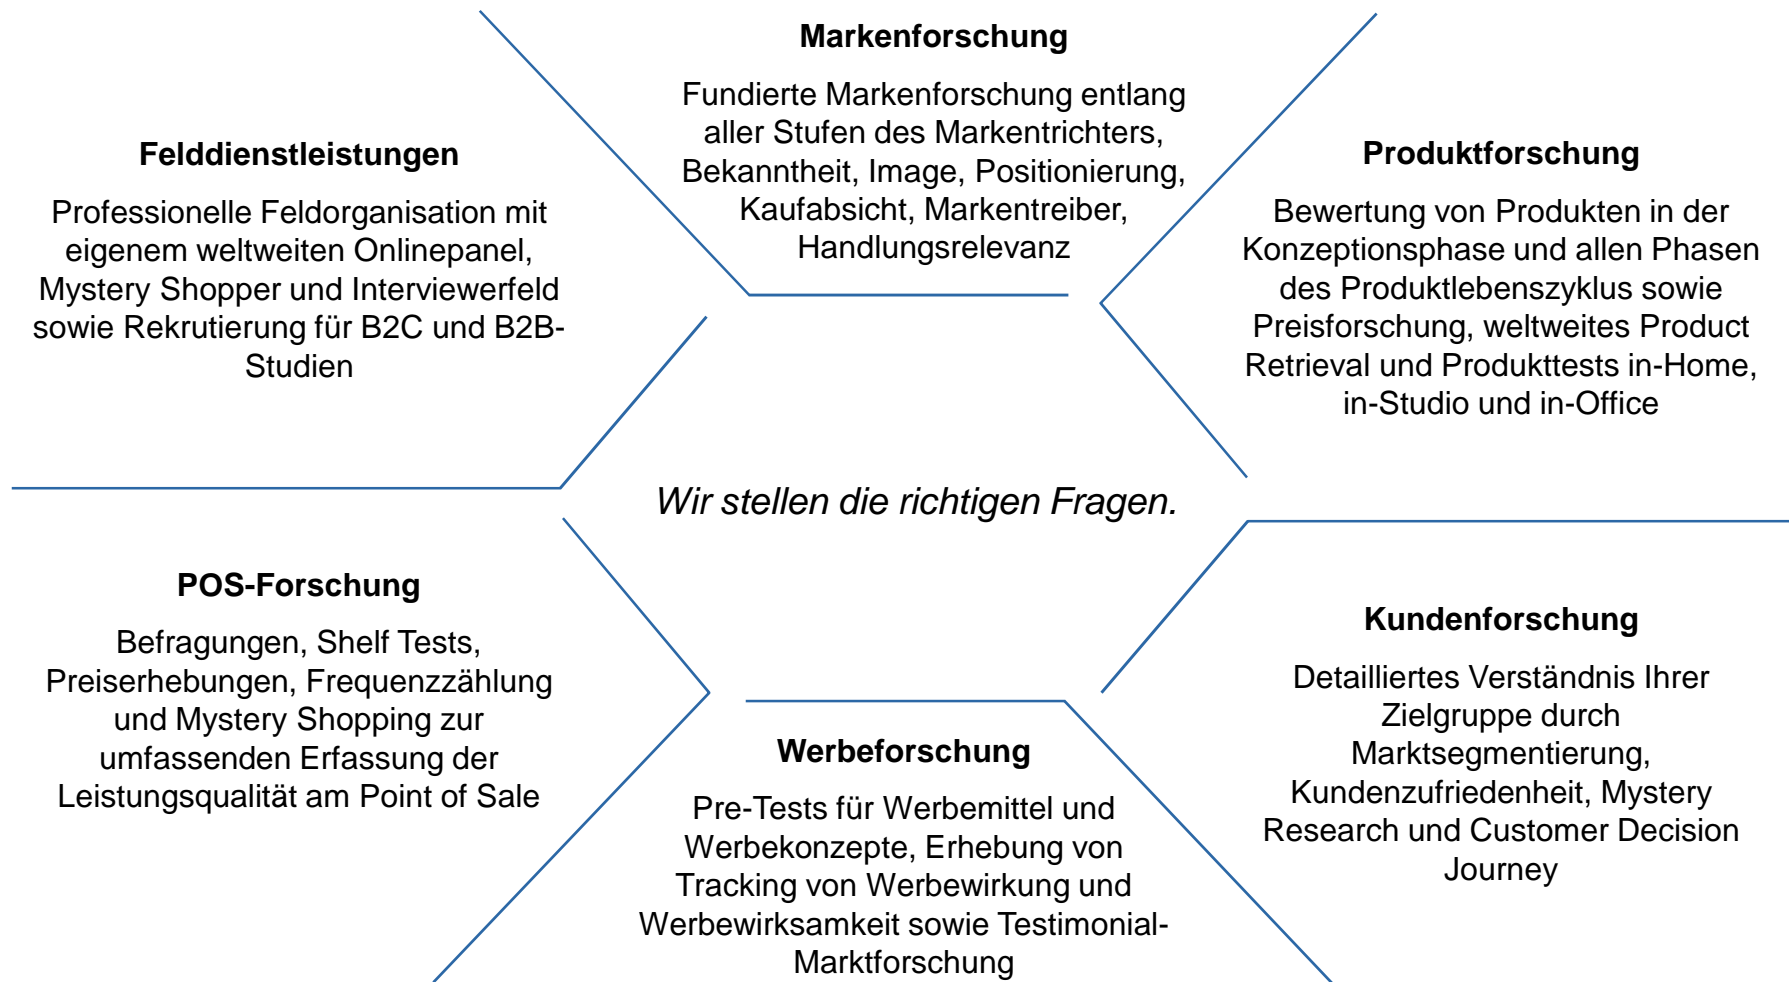 Markenforschung
Fundierte Markenforschung entlang
aller Stufen des Markentrichters,
Bekanntheit, Image, Positionierung,
Kaufabsicht, Markentreiber,
Handlungsrelevanz
Felddienstleistungen
Professionelle Feldorganisation mit
eigenem weltweiten Onlinepanel,
Mystery Shopper und Interviewerfeld
sowie Rekrutierung für B2C und B2B-
Studien
Produktforschung
Bewertung von Produkten in der
Konzeptionsphase und allen Phasen
des Produktlebenszyklus sowie
Preisforschung, weltweites Product
Retrieval und Produkttests in-Home,
in-Studio und in-Office
Wir stellen die richtigen Fragen.
POS-Forschung
Befragungen, Shelf Tests,
Preiserhebungen, Frequenzzählung
und Mystery Shopping zur
umfassenden Erfassung der
Leistungsqualität am Point of Sale
Kundenforschung
Detailliertes Verständnis Ihrer
Zielgruppe durch
Marktsegmentierung,
Kundenzufriedenheit, Mystery
Research und Customer Decision
Journey
Werbeforschung
Pre-Tests für Werbemittel und
Werbekonzepte, Erhebung von
Tracking von Werbewirkung und
Werbewirksamkeit sowie Testimonial-
Marktforschung